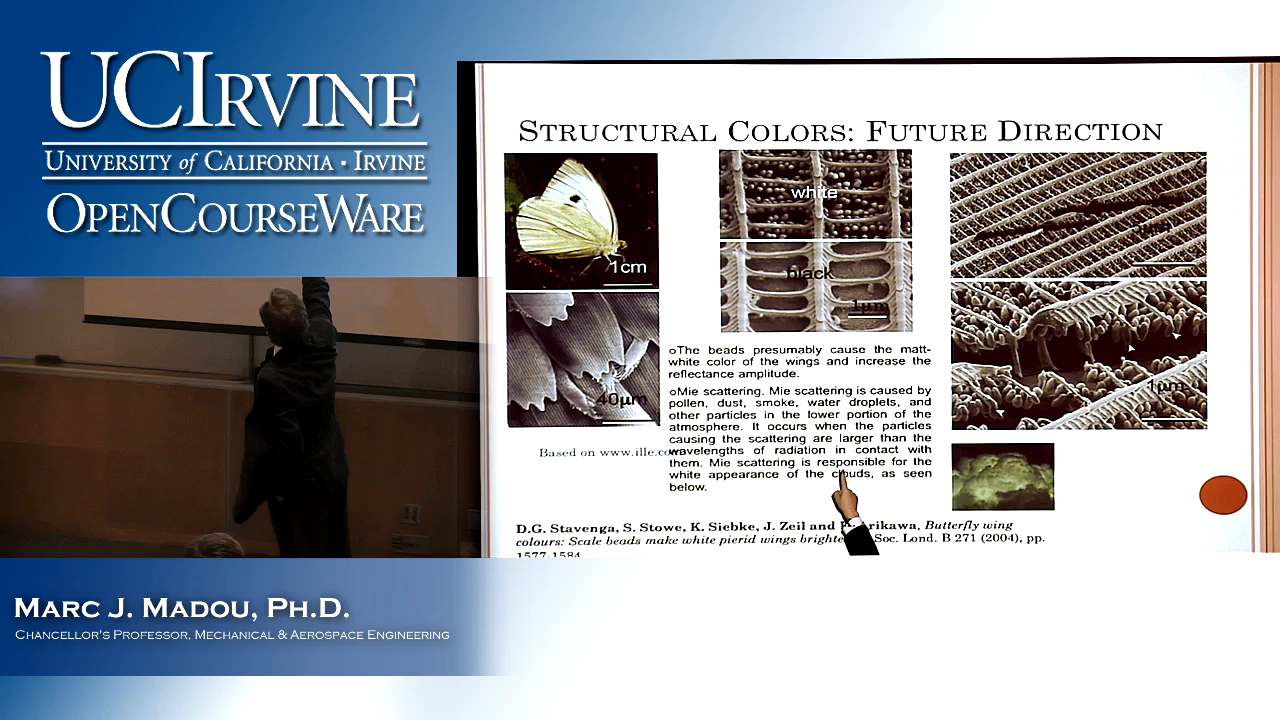 UCIRVINE
UNIVERSITY of CALIFORNIA · IRVINE
OPENCOURSEWARE
STRUCTURAL COLORS: FUTURE DIRECTION
1cm
40µm
white
black
1µm
oThe beads presumably cause the matt-
white color of the wings and increase the
reflectance amplitude.
oMie scattering. Mie scattering is caused by
pollen, dust, smoke, water droplets, and
other particles in the lower portion of the
atmosphere. It occurs when the particles
causing the scattering are larger than the
wavelengths of radiation in contact with
them. Mie scattering is responsible for the
white appearance of the clouds, as seen
below.
1µm
Based on www.ille.co
D.G. Stavenga, S. Stowe, K. Siebke, J. Zeil and Arikawa, Butterfly wing
colours: Scale beads make white pierid wings brighte Soc. Lond. B 271 (2004), pp.
1577-1584
MARC J. MADOU, PH.D.
CHANCELLOR'S PROFESSOR, MECHANICAL & AEROSPACE ENGINEERING